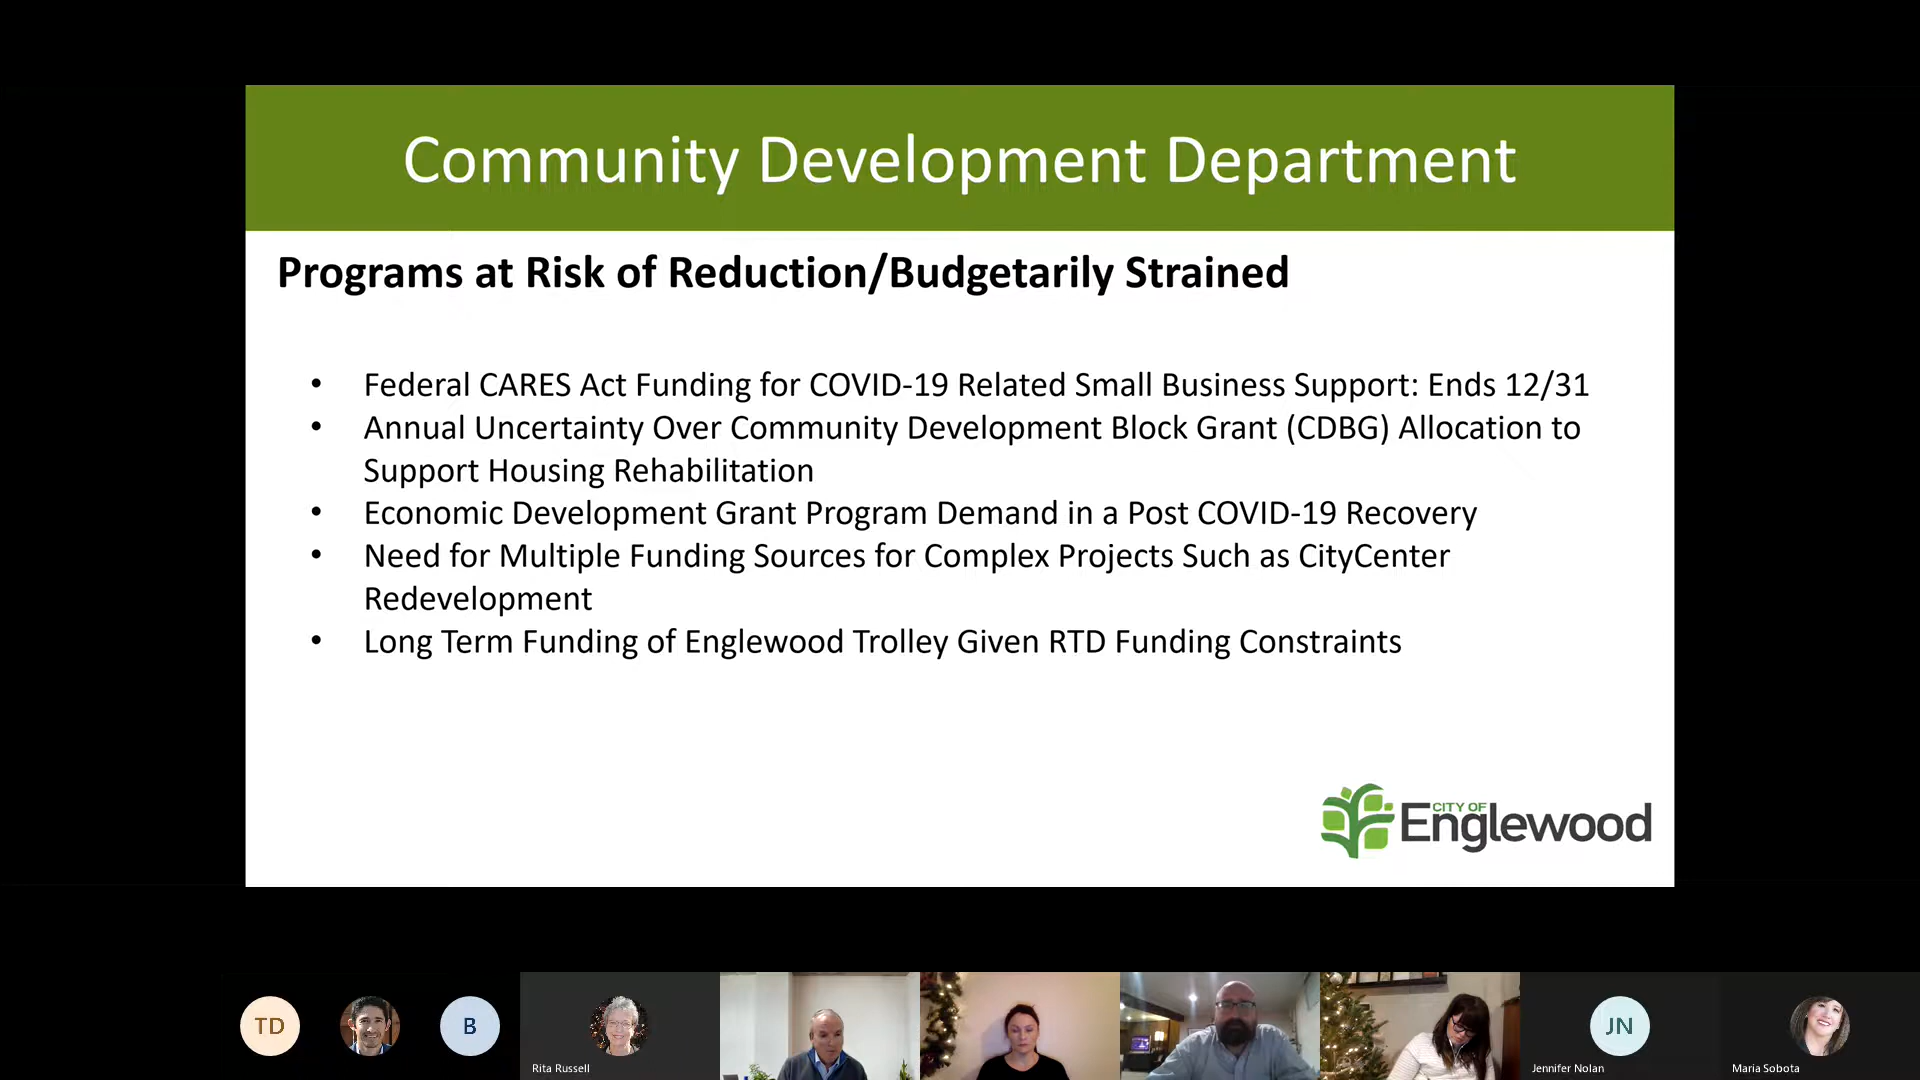 Community Development Department
Programs at Risk of Reduction/Budgetarily Strained
• Federal CARES Act Funding for COVID-19 Related Small Business Support: Ends 12/31
• Annual Uncertainty Over Community Development Block Grant (CDBG) Allocation to
Support Housing Rehabilitation
• Economic Development Grant Program Demand in a Post COVID-19 Recovery
• Need for Multiple Funding Sources for Complex Projects Such as CityCenter
Redevelopment
• Long Term Funding of Englewood Trolley Given RTD Funding Constraints
CITY OF
Englewood
TD
B
JN
Rita Russell
Jennifer Nolan
Maria Sobota